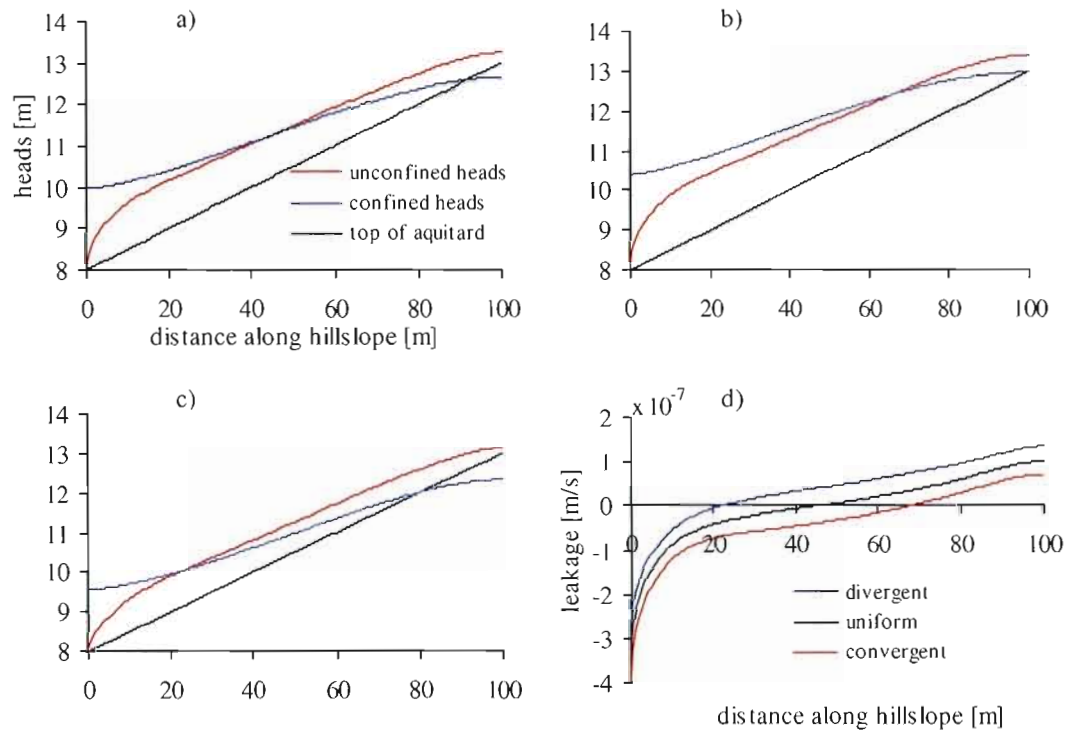 a)
14
13
12
11
10
9
8
heads [m]
unconfined heads
confined heads
top of aquitard
0 20 40 60 80 100
distance along hillslope [m]
b)
14
13
12
11
10
9
8
0 20 40 60 80 100
c)
14
13
12
11
10
9
8
0 20 40 60 80 100
d)
x 10-7
2
1
0
-1
-2
-3
-4
leakage [m/s]
0 20 40 60 80 100
divergent
uniform
convergent
distance along hillslope [m]